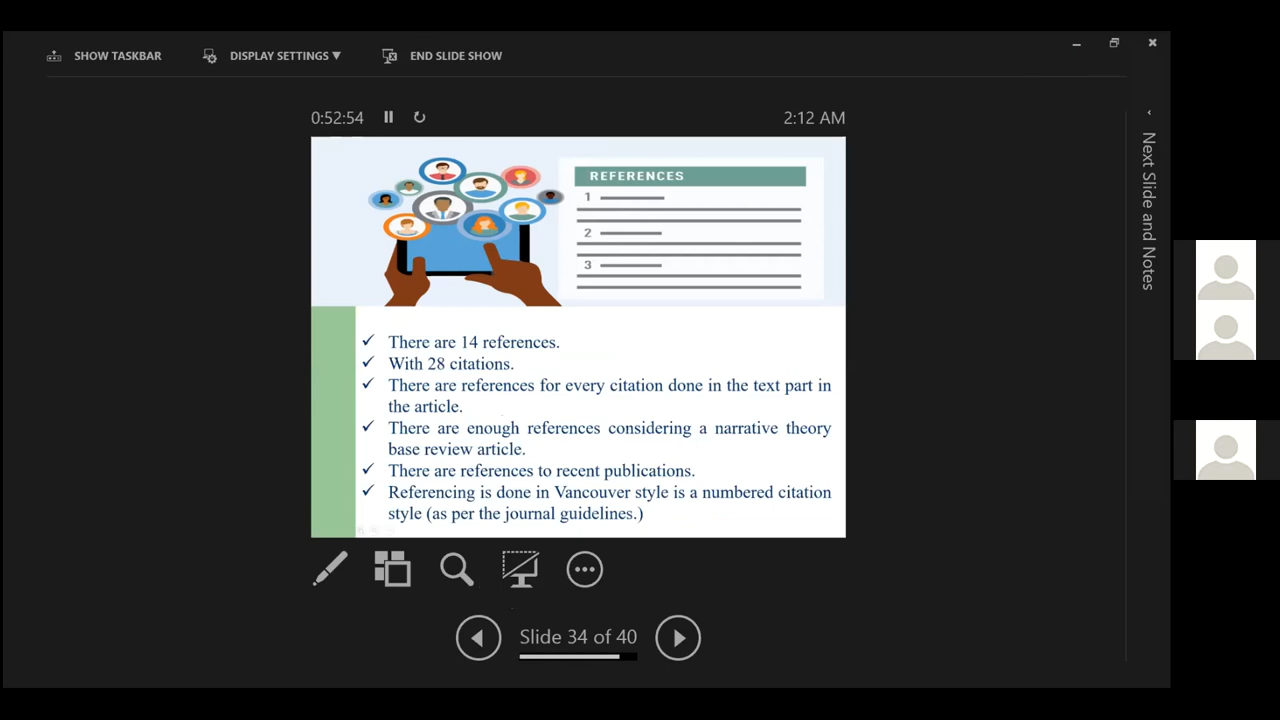 SHOW TASKBAR
DISPLAY SETTINGS ▼
END SLIDE SHOW
0:52:54
2:12 AM
REFERENCES
1
2
3
✓ There are 14 references.
✓ With 28 citations.
✓ There are references for every citation done in the text part in
the article.
✓ There are enough references considering a narrative theory
base review article.
✓ There are references to recent publications.
✓ Referencing is done in Vancouver style is a numbered citation
style (as per the journal guidelines.)
Slide 34 of 40
Next Slide and Notes